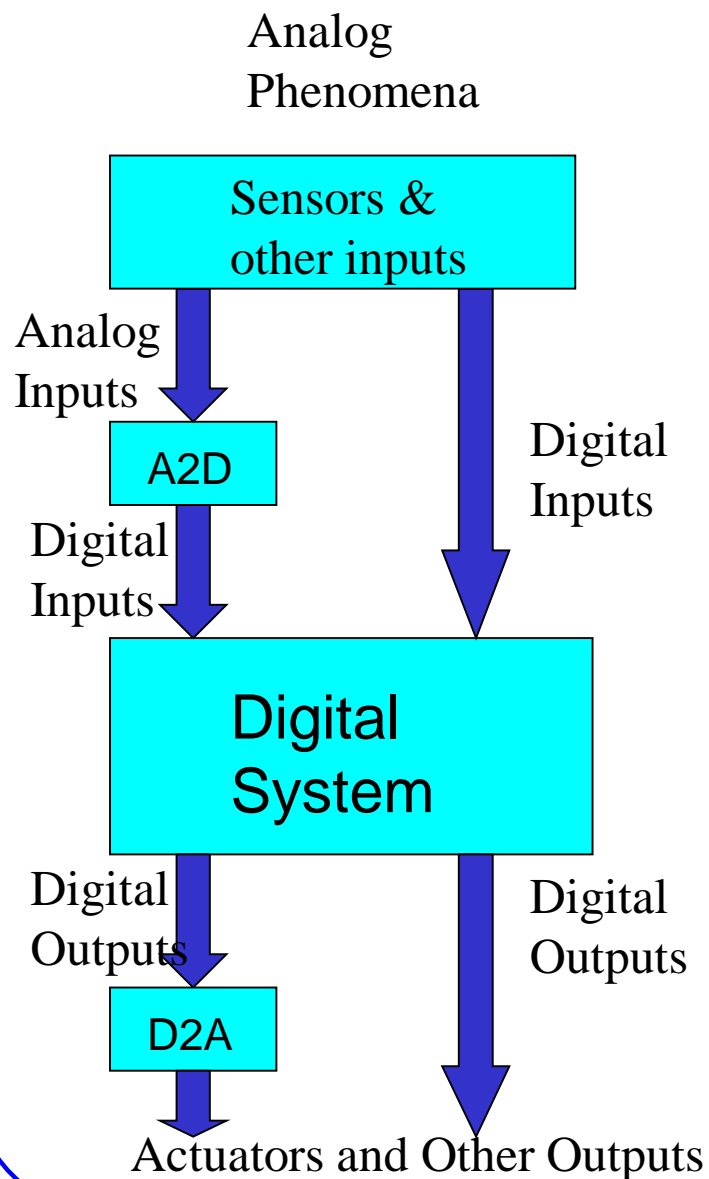 Analog
Phenomena
Sensors &
other inputs
Analog
Inputs
A2D
Digital
Inputs
Digital
Inputs
Digital
System
Digital
Outputs
Digital
Outputs
D2A
Actuators and Other Outputs